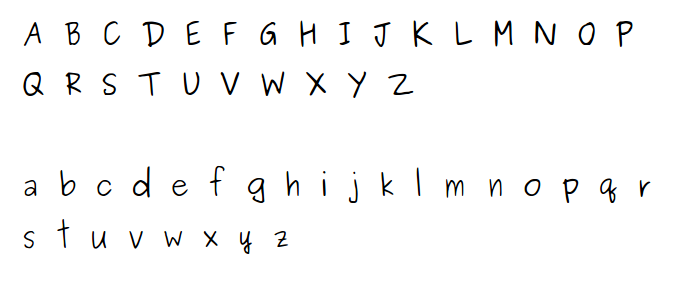 A B C D E F G H I J K L M N O P
Q R S T U V W X Y Z
a b c d e f g h i j k l m n o p q r
s t u v w x y z